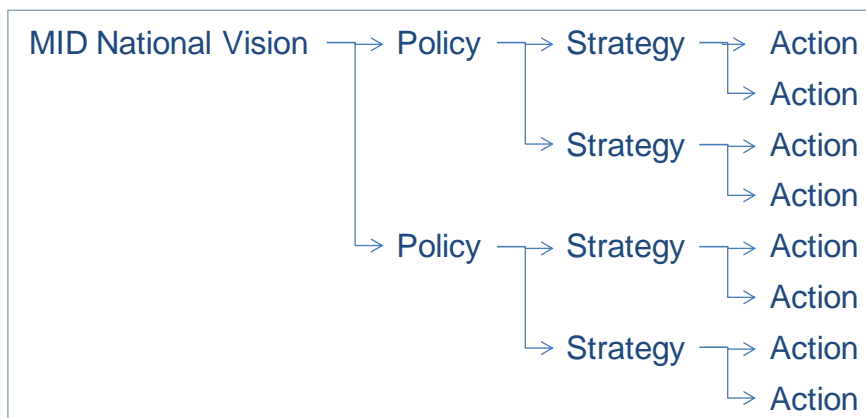 MID National Vision Policy Strategy Action
Action
Strategy Action
Action
Policy Strategy Action
Action
Strategy Action
Action